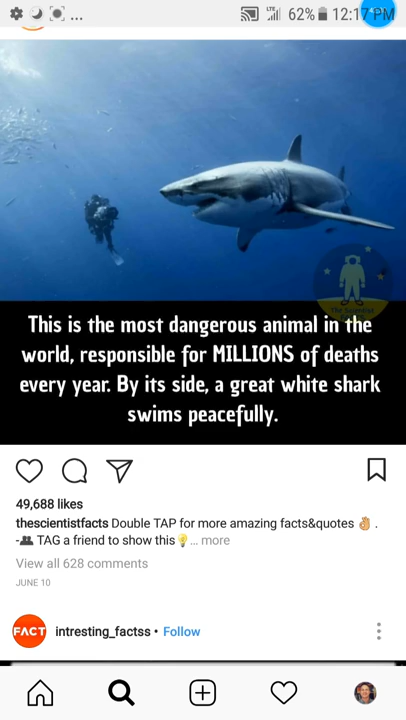 62% 12:17 PM
This is the most dangerous animal in the
world, responsible for MILLIONS of deaths
every year. By its side, a great white shark
swims peacefully.
49,688 likes
thescientistfacts Double TAP for more amazing facts&quotes 👌 .
-👥 TAG a friend to show this💡... more
View all 628 comments
JUNE 10
FACT
intresting_factss • Follow